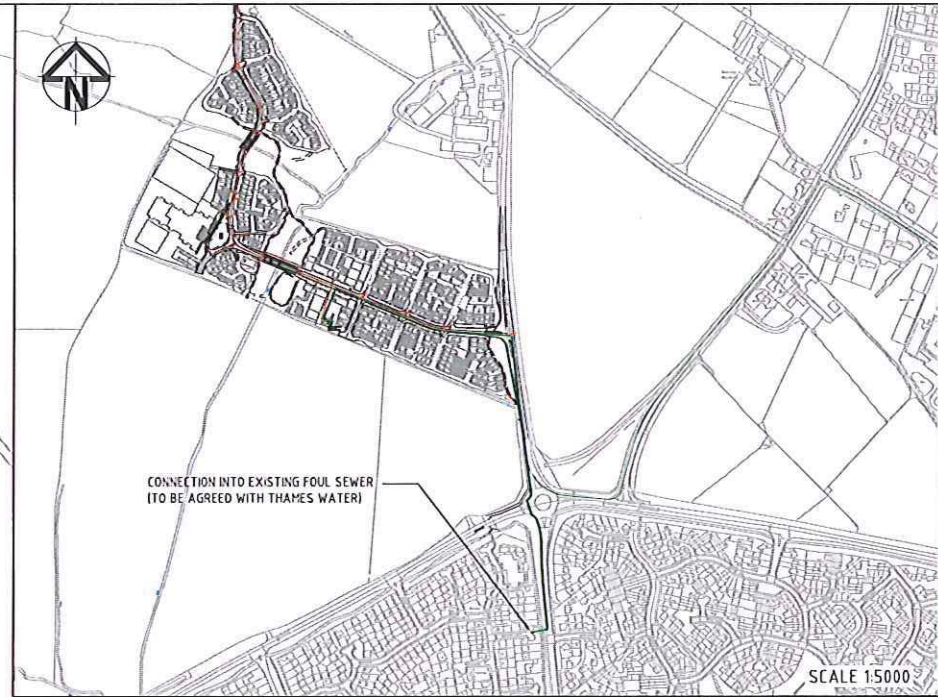 N
CONNECTION INTO EXISTING FOUL SEWER
(TO BE AGREED WITH THAMES WATER)
SCALE 1:5000